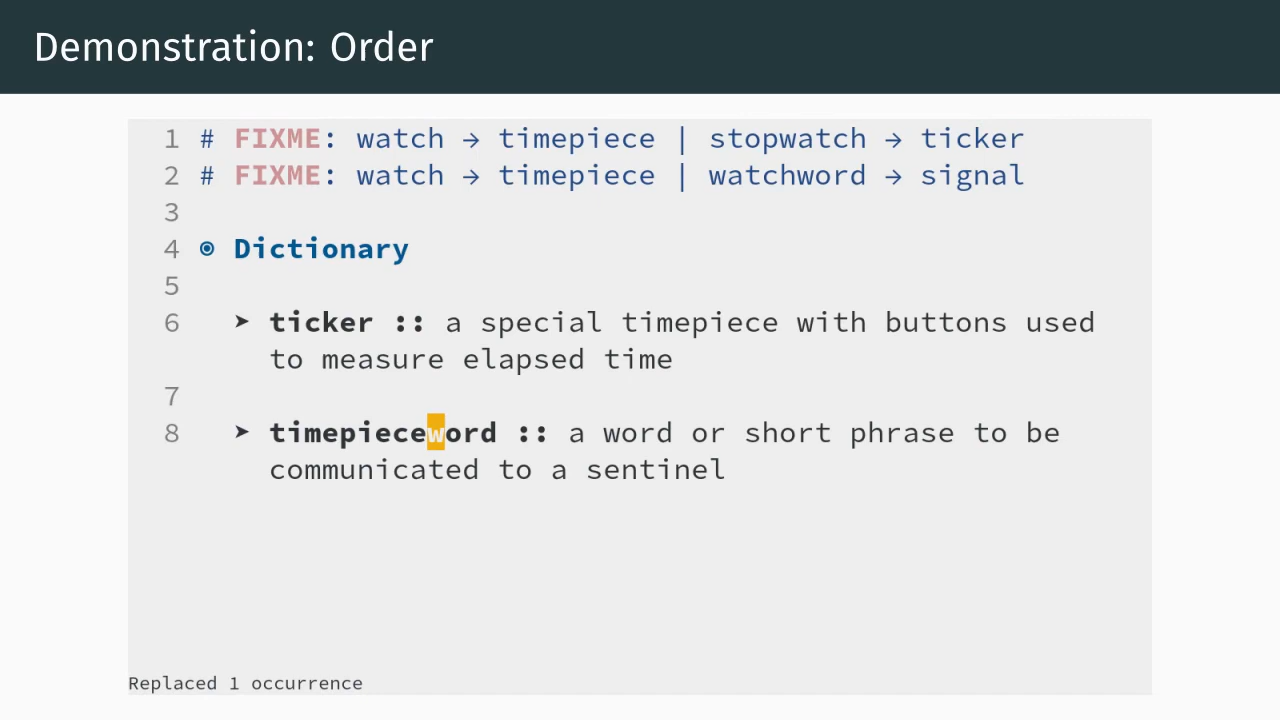 Demonstration: Order
1 # FIXME: watch → timepiece | stopwatch → ticker
2 # FIXME: watch → timepiece | watchword → signal
3
4 ◉ Dictionary
5
6 ➤ ticker :: a special timepiece with buttons used
to measure elapsed time
7
8 ➤ timepieceword :: a word or short phrase to be
communicated to a sentinel
Replaced 1 occurrence